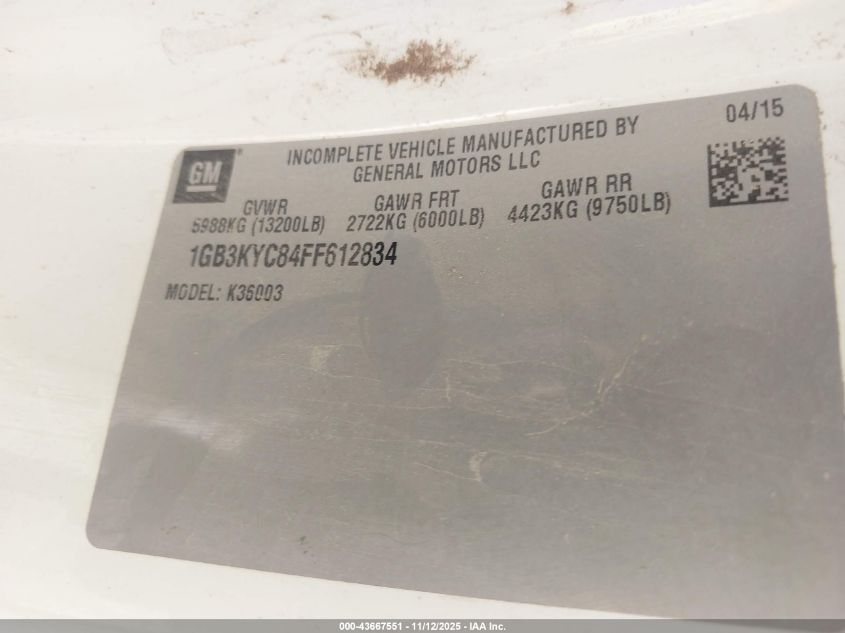 04/15
GM
INCOMPLETE VEHICLE MANUFACTURED BY
GENERAL MOTORS LLC
GVWR GAWR FRT GAWR RR
5988KG (13200LB) 2722KG (6000LB) 4423KG (9750LB)
1GB3KYC84FF612834
MODEL: K36003
000-43667551 - 11/12/2025 - IAA Inc.